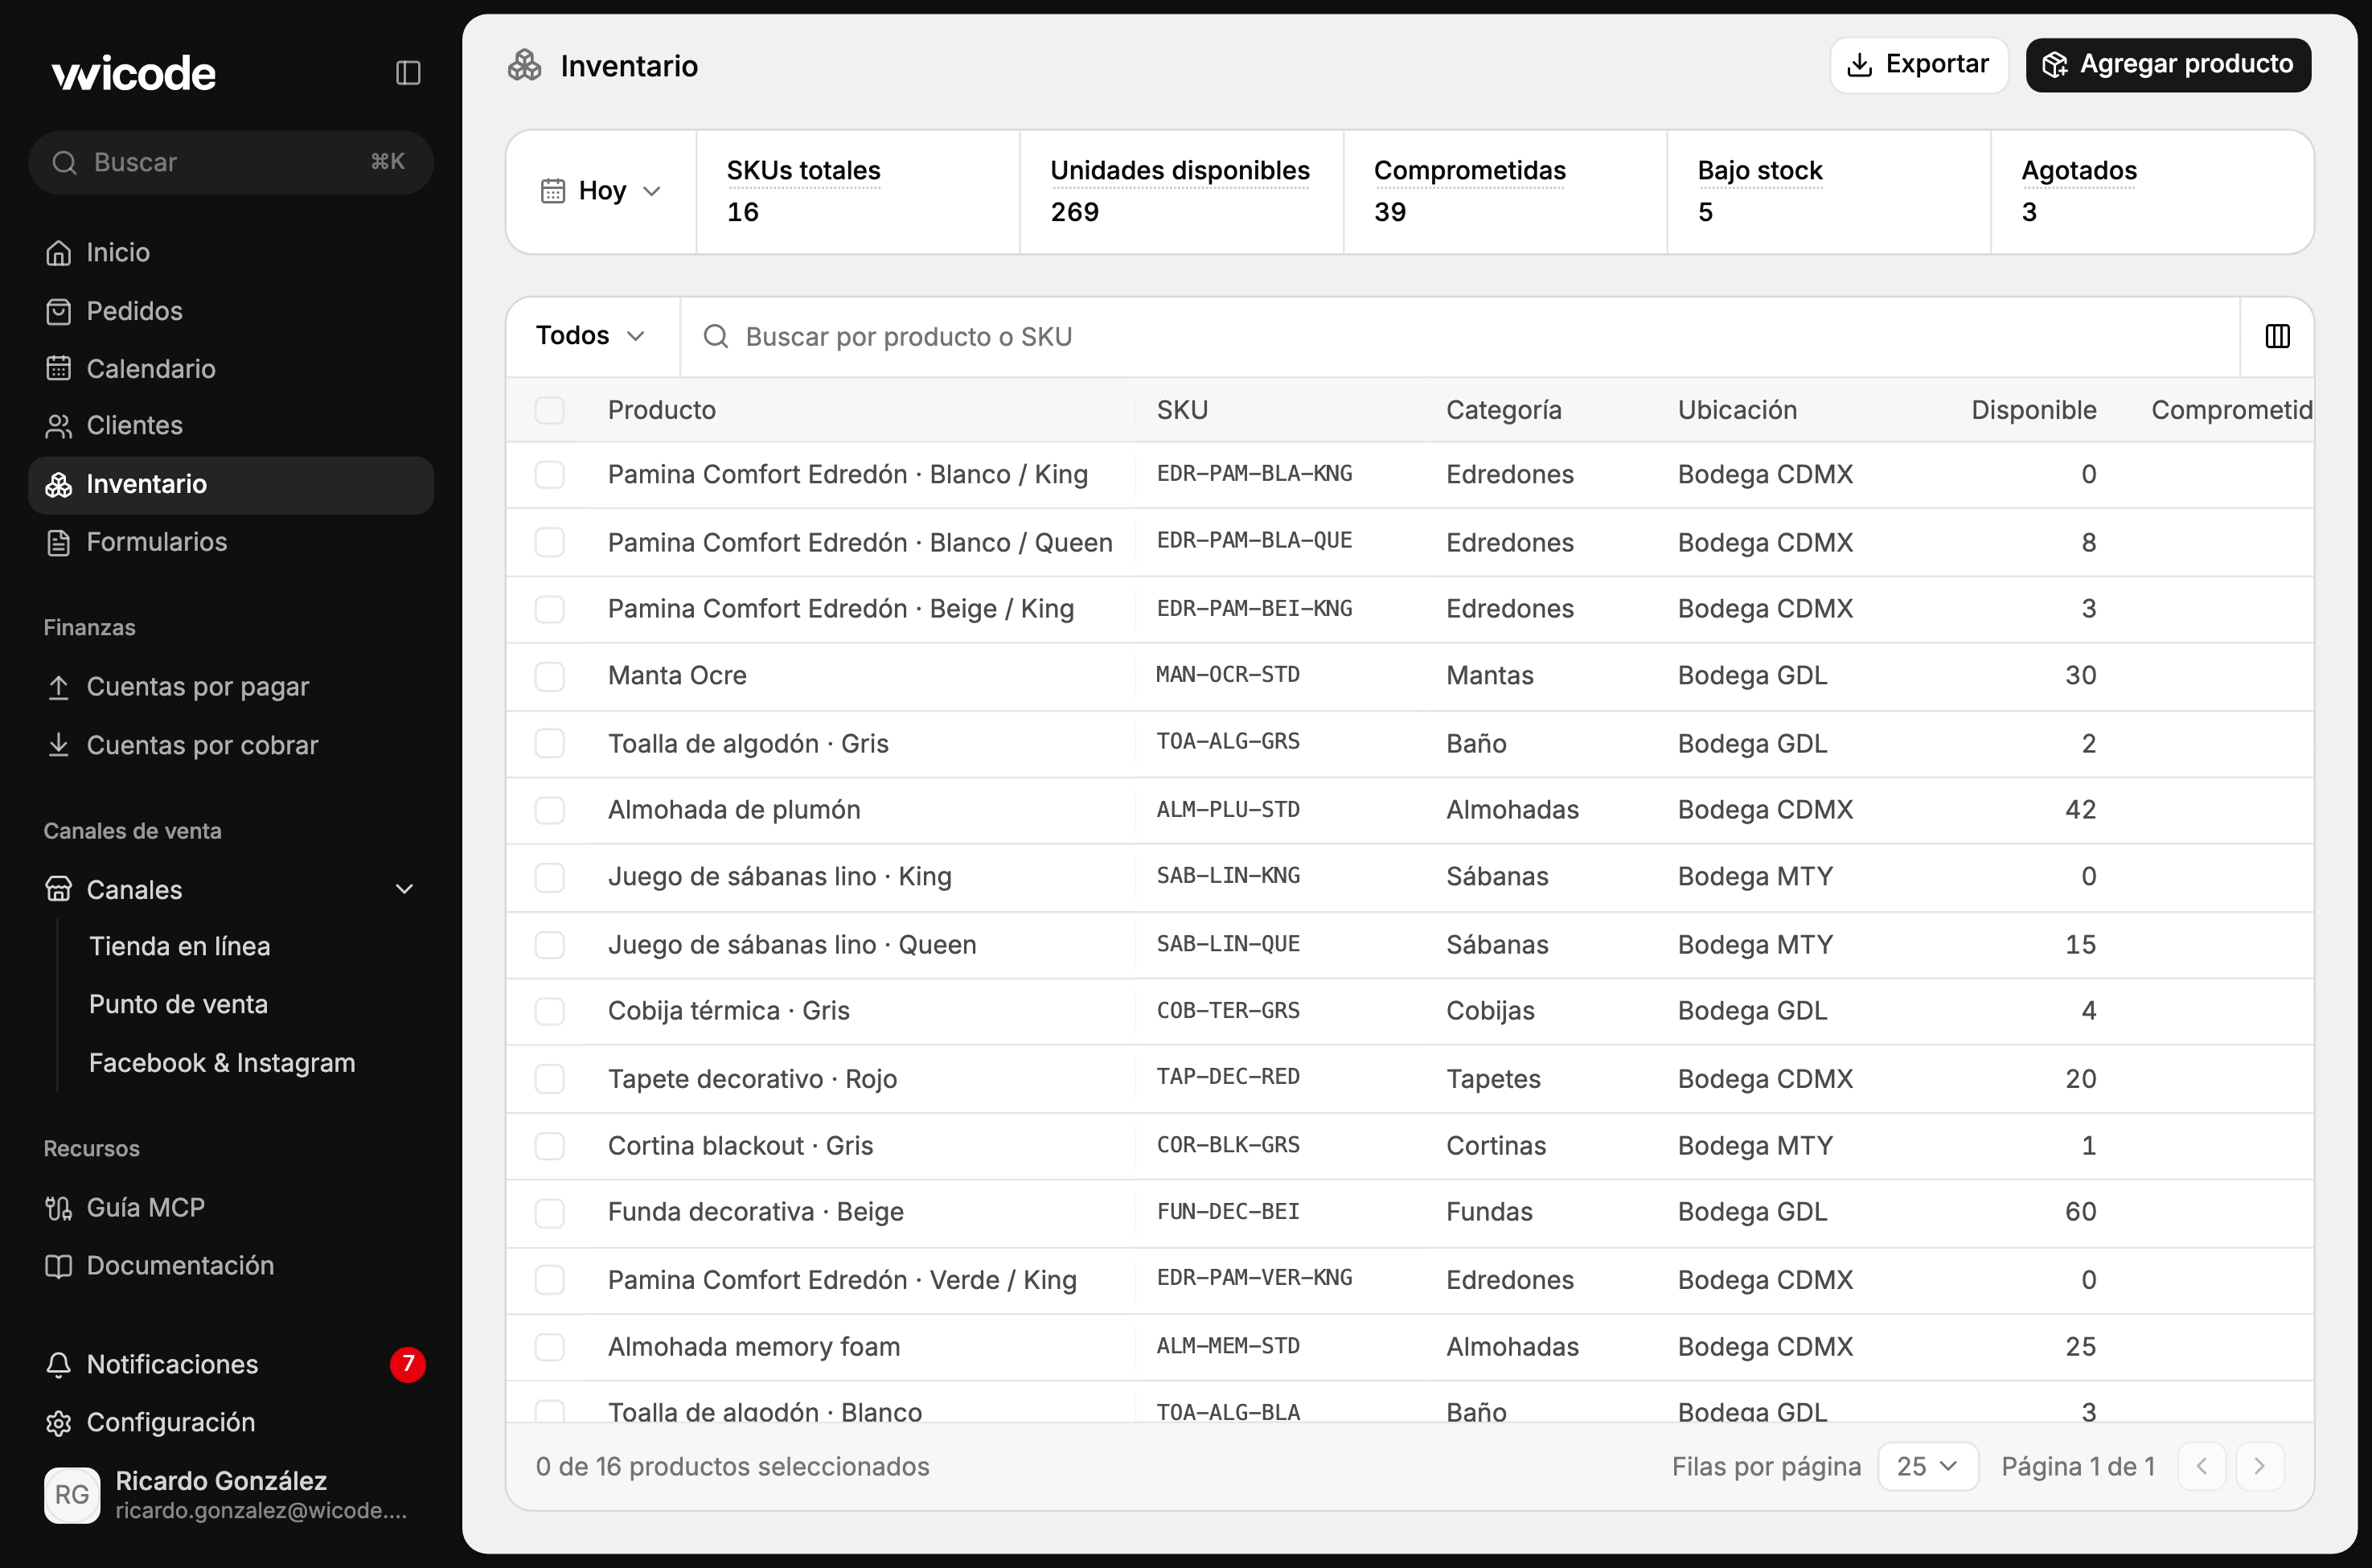 wicode
Buscar ⌘K
Inicio
Pedidos
Calendario
Clientes
Inventario
Formularios
Finanzas
Cuentas por pagar
Cuentas por cobrar
Canales de venta
Canales
Tienda en línea
Punto de venta
Facebook & Instagram
Recursos
Guía MCP
Documentación
Notificaciones 7
Configuración
RG Ricardo González
ricardo.gonzalez@wicode....
Inventario
Exportar
Agregar producto
Hoy
SKUs totales
16
Unidades disponibles
269
Comprometidas
39
Bajo stock
5
Agotados
3
Todos Buscar por producto o SKU
Producto SKU Categoría Ubicación Disponible Comprometid
Pamina Comfort Edredón · Blanco / King EDR-PAM-BLA-KNG Edredones Bodega CDMX 0
Pamina Comfort Edredón · Blanco / Queen EDR-PAM-BLA-QUE Edredones Bodega CDMX 8
Pamina Comfort Edredón · Beige / King EDR-PAM-BEI-KNG Edredones Bodega CDMX 3
Manta Ocre MAN-OCR-STD Mantas Bodega GDL 30
Toalla de algodón · Gris TOA-ALG-GRS Baño Bodega GDL 2
Almohada de plumón ALM-PLU-STD Almohadas Bodega CDMX 42
Juego de sábanas lino · King SAB-LIN-KNG Sábanas Bodega MTY 0
Juego de sábanas lino · Queen SAB-LIN-QUE Sábanas Bodega MTY 15
Cobija térmica · Gris COB-TER-GRS Cobijas Bodega GDL 4
Tapete decorativo · Rojo TAP-DEC-RED Tapetes Bodega CDMX 20
Cortina blackout · Gris COR-BLK-GRS Cortinas Bodega MTY 1
Funda decorativa · Beige FUN-DEC-BEI Fundas Bodega GDL 60
Pamina Comfort Edredón · Verde / King EDR-PAM-VER-KNG Edredones Bodega CDMX 0
Almohada memory foam ALM-MEM-STD Almohadas Bodega CDMX 25
Toalla de algodón · Blanco TOA-ALG-BLA Baño Bodega GDL 3
0 de 16 productos seleccionados Filas por página 25 Página 1 de 1